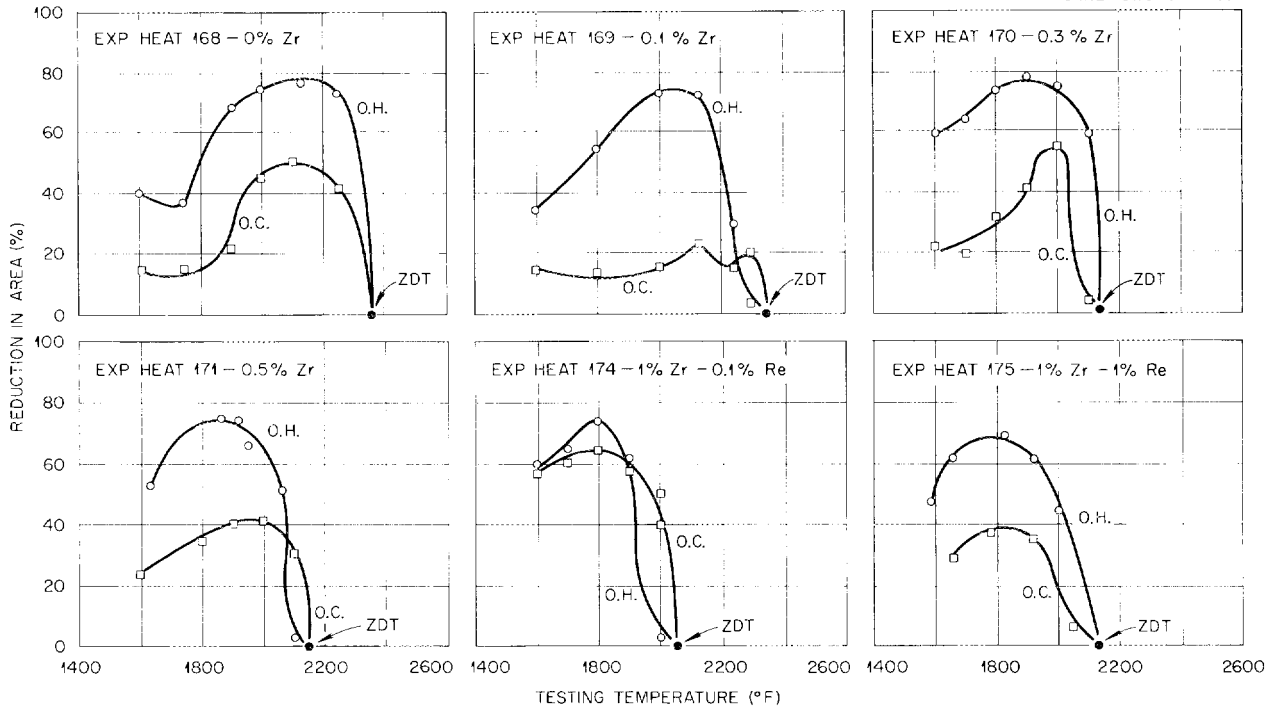 EXP HEAT 168 – 0% Zr
EXP HEAT 169 – 0.1 % Zr
EXP HEAT 170 – 0.3 % Zr
100
80
60
40
20
0
O.H.
O.C.
ZDT
O.H.
O.C.
ZDT
O.H.
O.C.
ZDT
REDUCTION IN AREA (%)
EXP HEAT 171 – 0.5% Zr
EXP HEAT 174 – 1% Zr – 0.1% Re
EXP HEAT 175 – 1% Zr – 1% Re
100
80
60
40
20
0
O.H.
O.C.
ZDT
O.C.
O.H.
ZDT
O.H.
O.C.
ZDT
1400 1800 2200 2600
1400 1800 2200 2600
1400 1800 2200 2600
TESTING TEMPERATURE (°F)